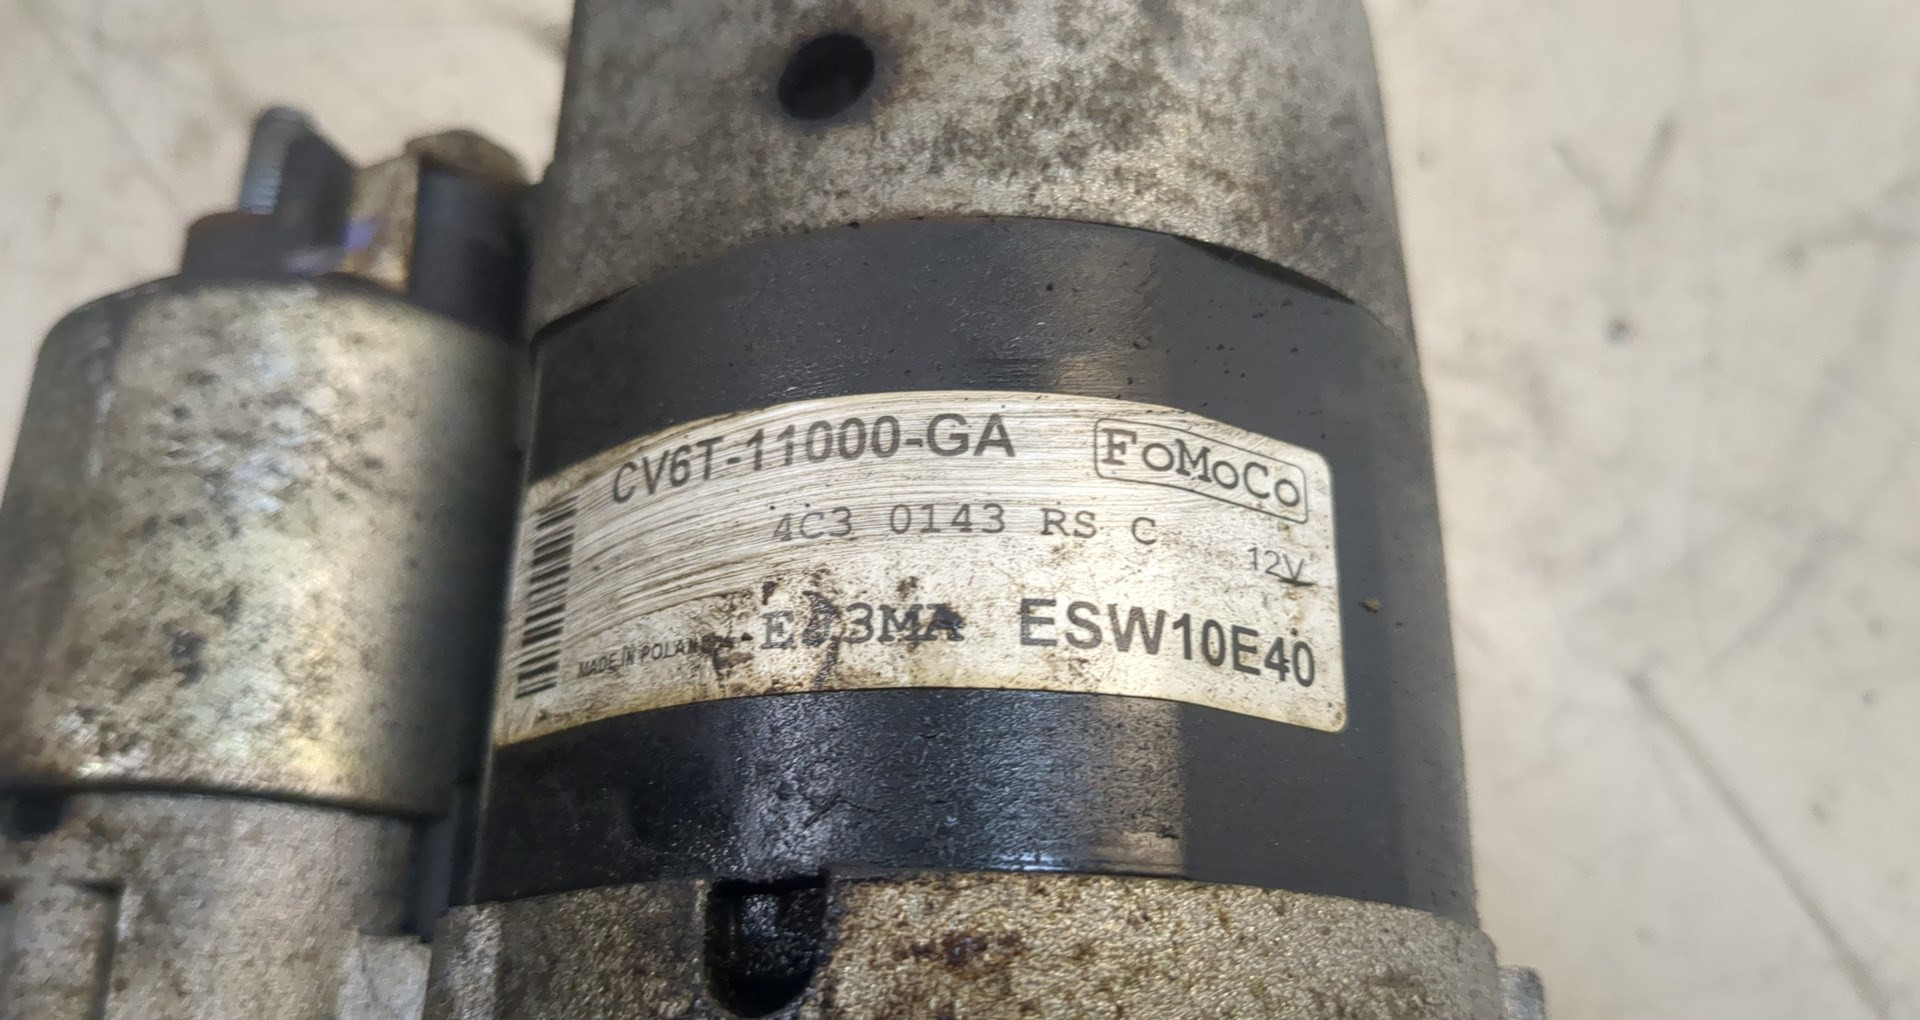 CV6T-11000-GA FoMoCo
4C3 0143 RS C
12V
MADE IN POLAND ESW10E40